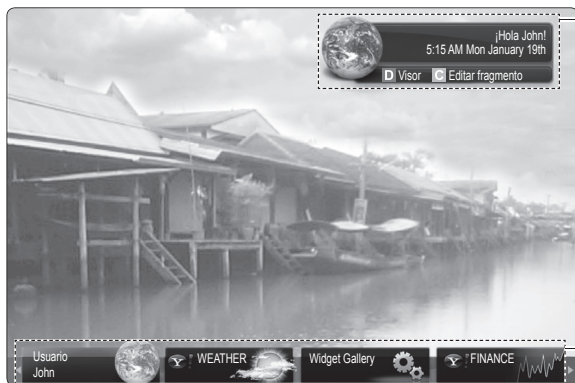 ¡Hola John!
5:15 AM Mon January 19th
D Visor C Editar fragmento
Usuario
John
WEATHER
Widget Gallery
FINANCE